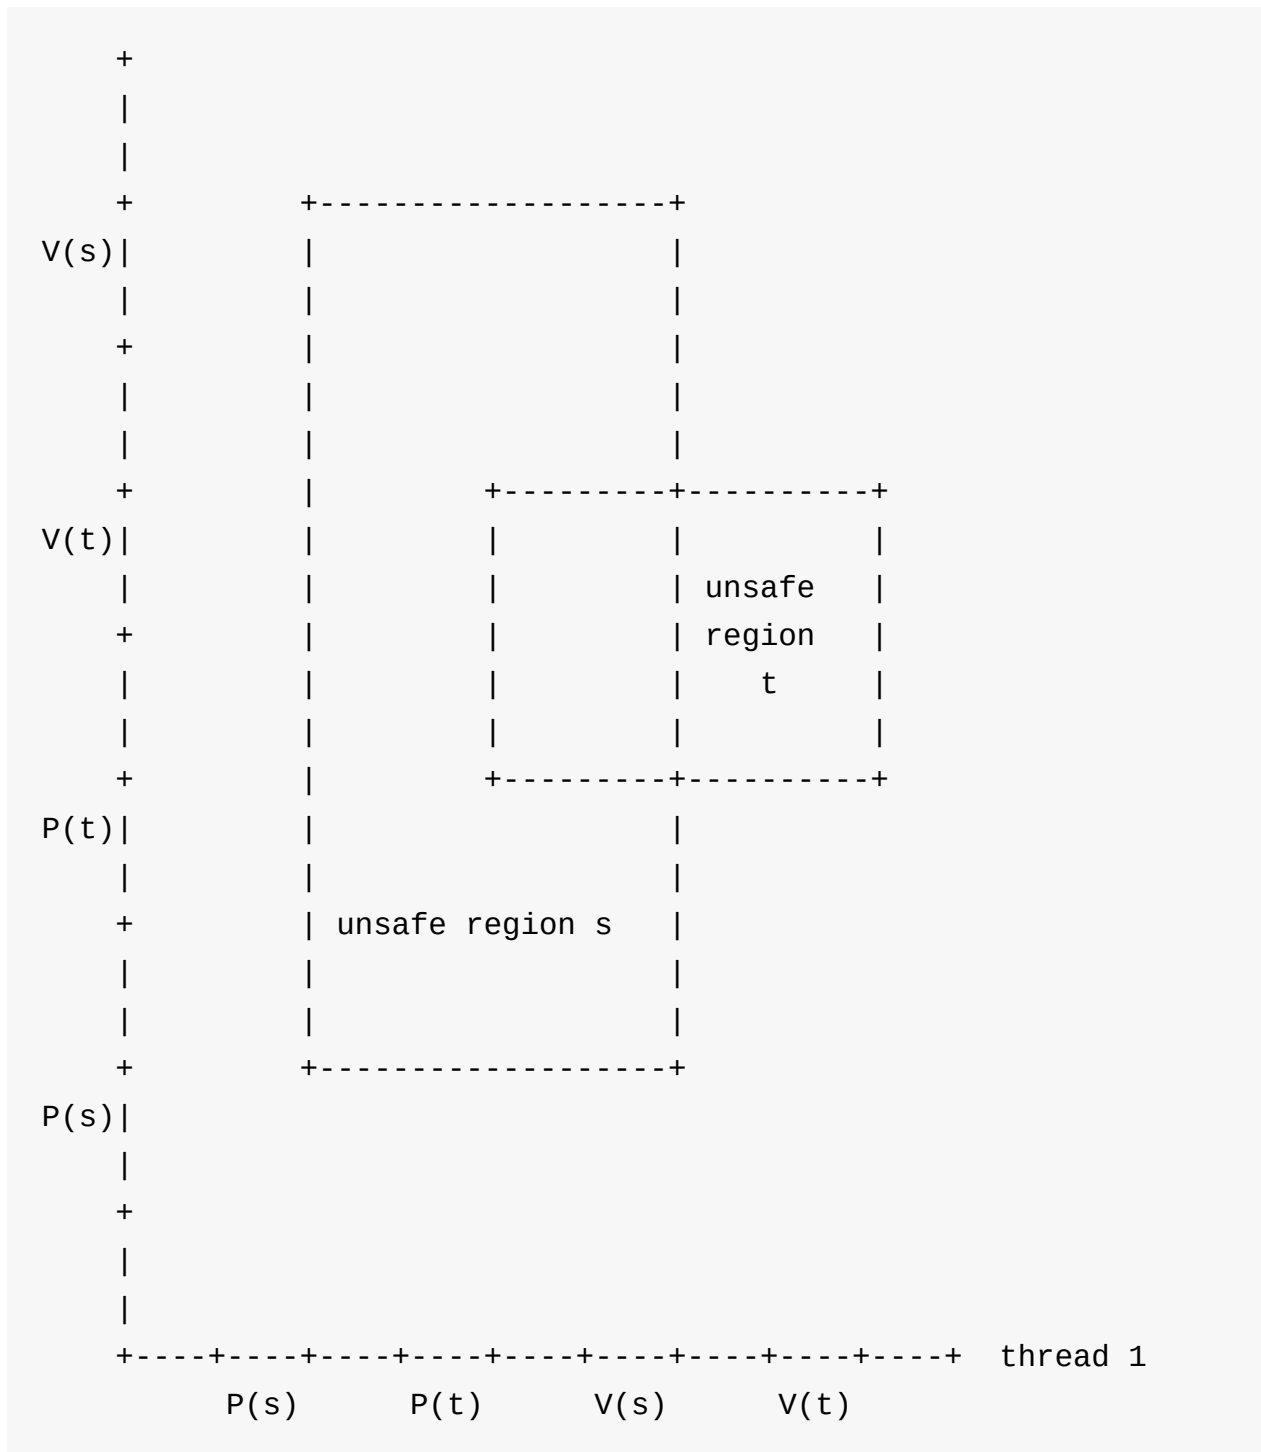 +
     |
     |
     +         +-------------------+
 V(s)|         |                   |
     |         |                   |
     +         |                   |
     |         |                   |
     |         |                   |
     +         |         +---------+----------+
 V(t)|         |         |         |          |
     |         |         |         | unsafe   |
     +         |         |         | region   |
     |         |         |         |    t     |
     |         |         |         |          |
     +         |         +---------+----------+
 P(t)|         |                   |
     |         |                   |
     +         | unsafe region s   |
     |         |                   |
     |         |                   |
     +         +-------------------+
 P(s)|
     |
     +
     |
     |
     +----+----+----+----+----+----+----+----+----+  thread 1
           P(s)      P(t)      V(s)      V(t)